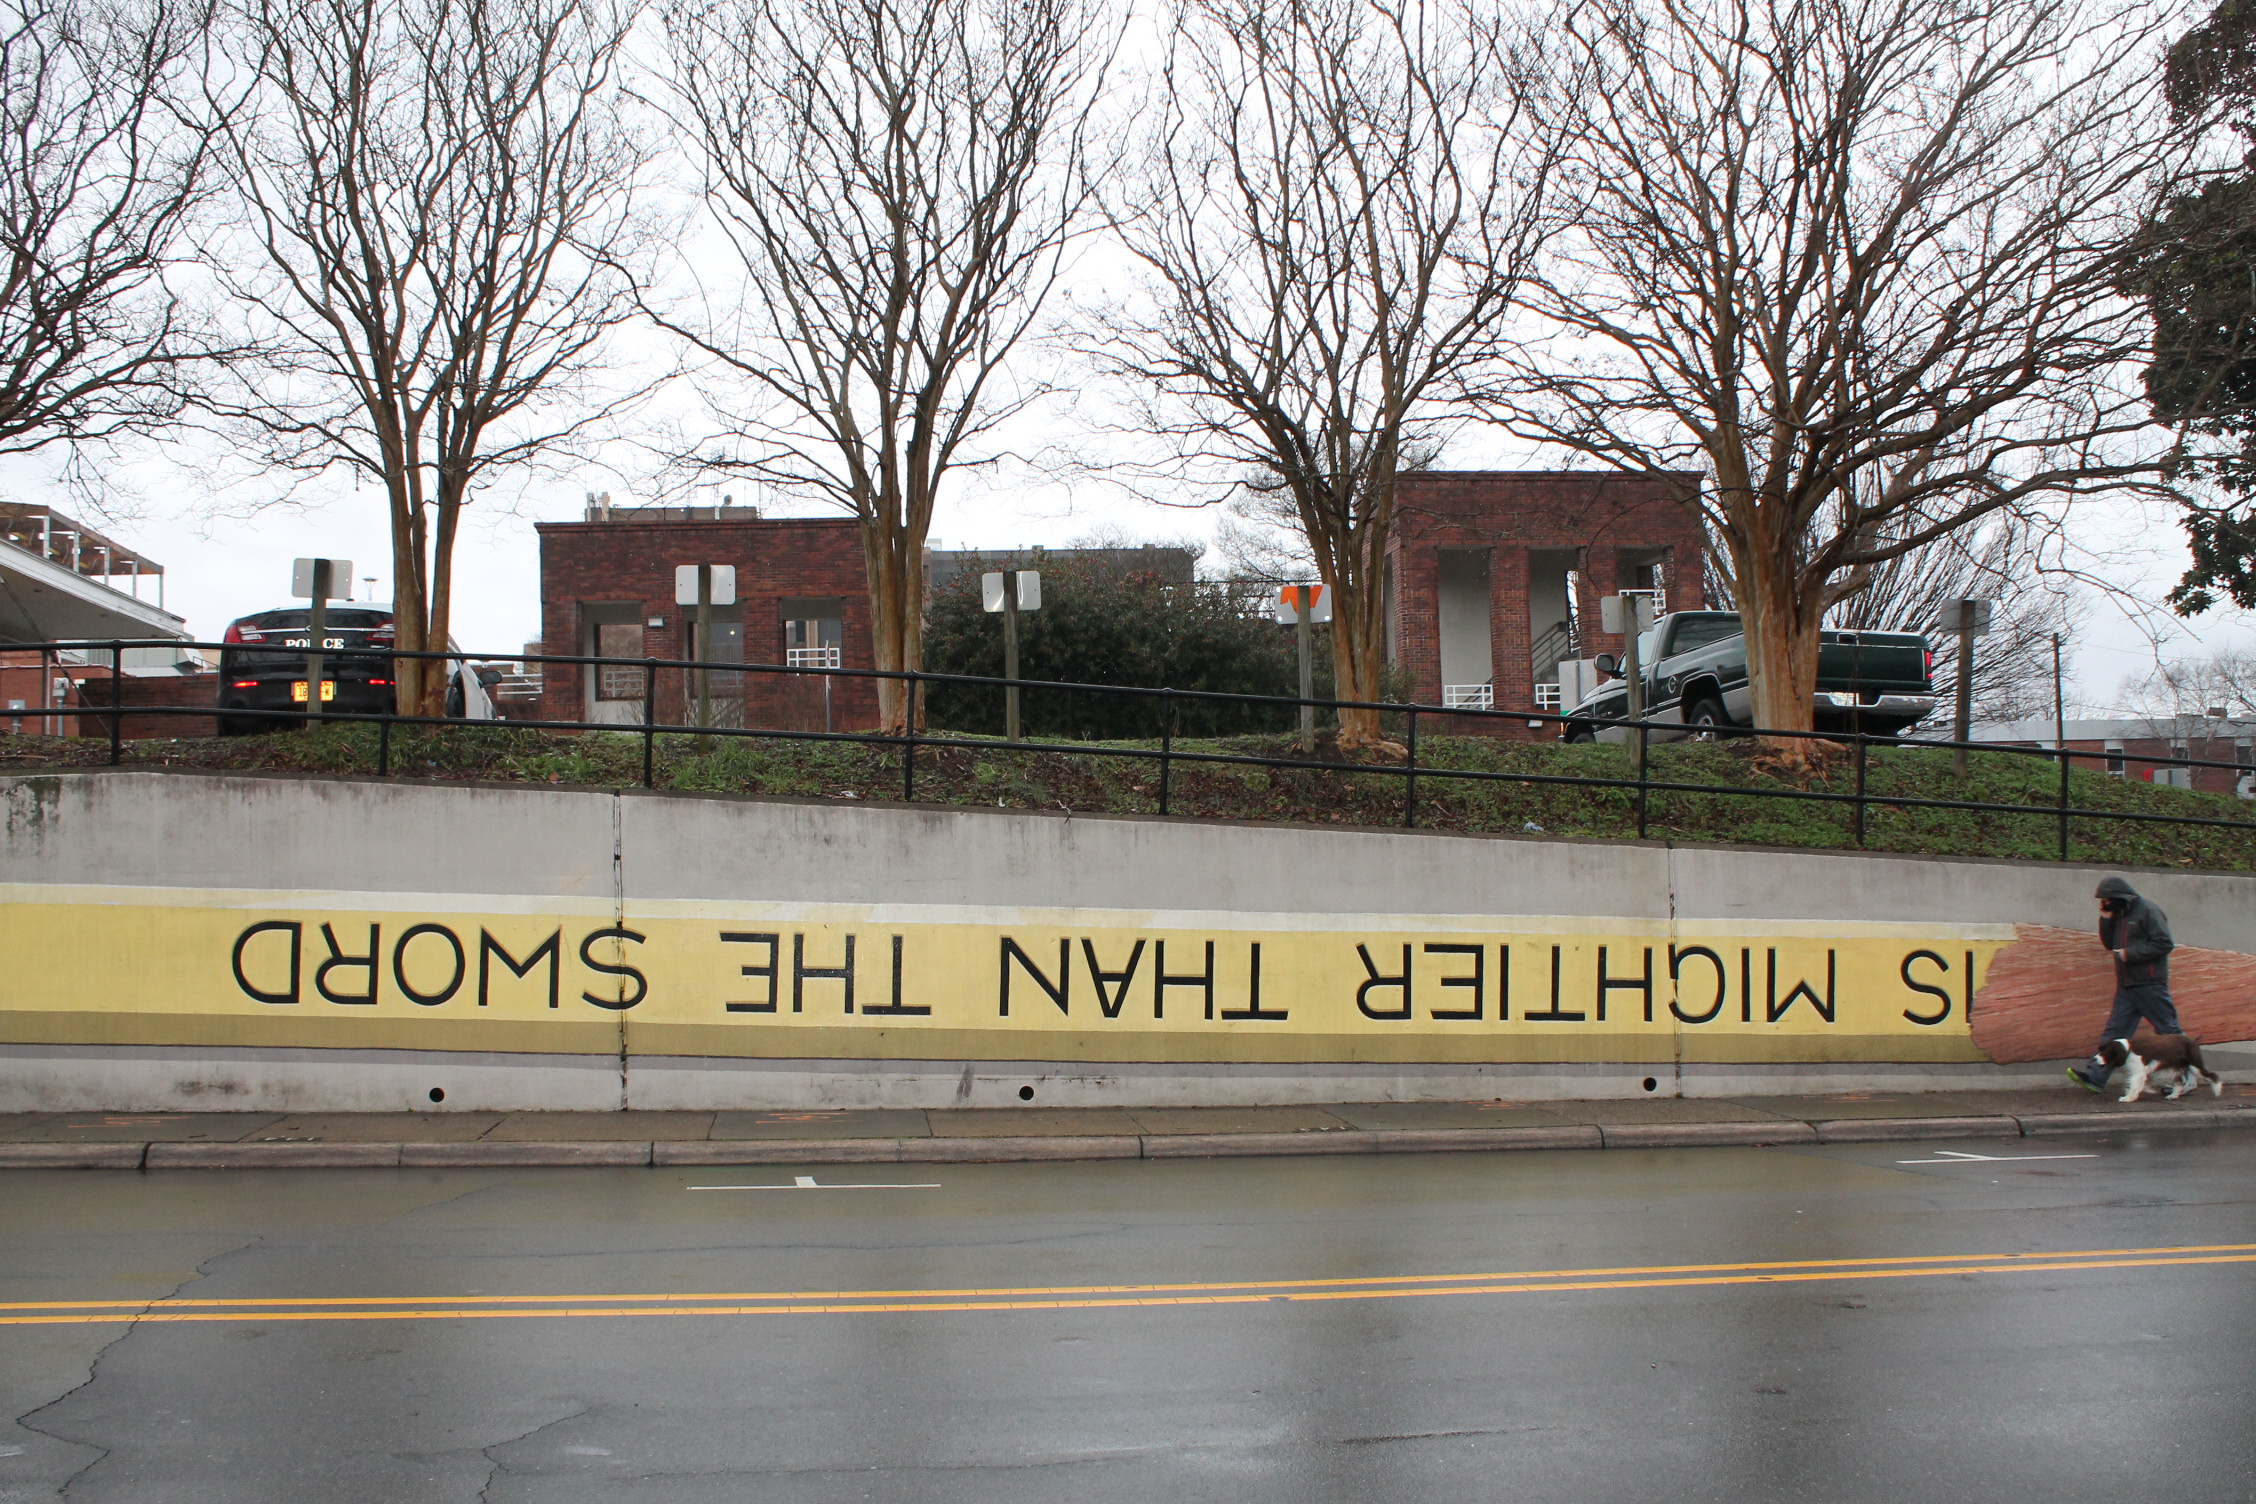 POLICE
IS MIGHTIER THAN THE SWORD